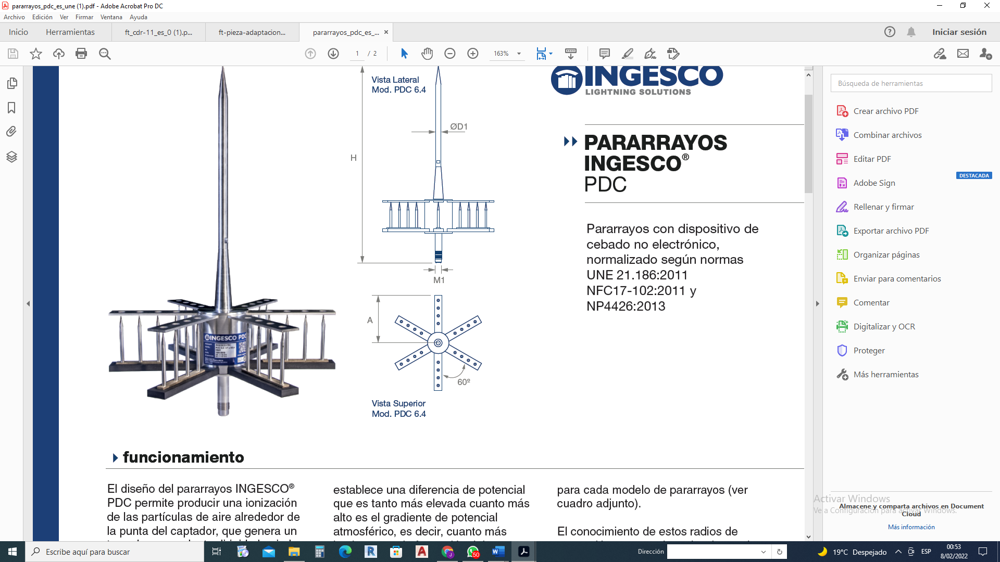 pararrayos_pdc_es_une (1).pdf - Adobe Acrobat Pro DC
Archivo Edición Ver Firmar Ventana Ayuda
Inicio Herramientas ft_cdr-11_es_0 (1).p... ft-pieza-adaptacion... pararrayos_pdc_es_... ×
Iniciar sesión
1 / 2
163%
Vista Lateral
Mod. PDC 6.4
ØD1
H
M1
A
60º
Vista Superior
Mod. PDC 6.4
INGESCO PDC
INGESCO
LIGHTNING SOLUTIONS
PARARRAYOS
INGESCO®
PDC
Pararrayos con dispositivo de
cebado no electrónico,
normalizado según normas
UNE 21.186:2011
NFC17-102:2011 y
NP4426:2013
funcionamiento
El diseño del pararrayos INGESCO®
PDC permite producir una ionización
de las partículas de aire alrededor de
la punta del captador, que genera un
establece una diferencia de potencial
que es tanto más elevada cuanto más
alto es el gradiente de potencial
atmosférico, es decir, cuanto más
para cada modelo de pararrayos (ver
cuadro adjunto).
El conocimiento de estos radios de
Búsqueda de herramientas
Crear archivo PDF
Combinar archivos
Editar PDF
DESTACADA
Adobe Sign
Rellenar y firmar
Exportar archivo PDF
Organizar páginas
Enviar para comentarios
Comentar
Digitalizar y OCR
Proteger
Más herramientas
Activar Windows
Ve a Configuración para activar Windows.
Almacene y comparta archivos en Document
Cloud
Más información
Escribe aquí para buscar
50
Dirección
19°C Despejado
ESP
00:53
8/02/2022